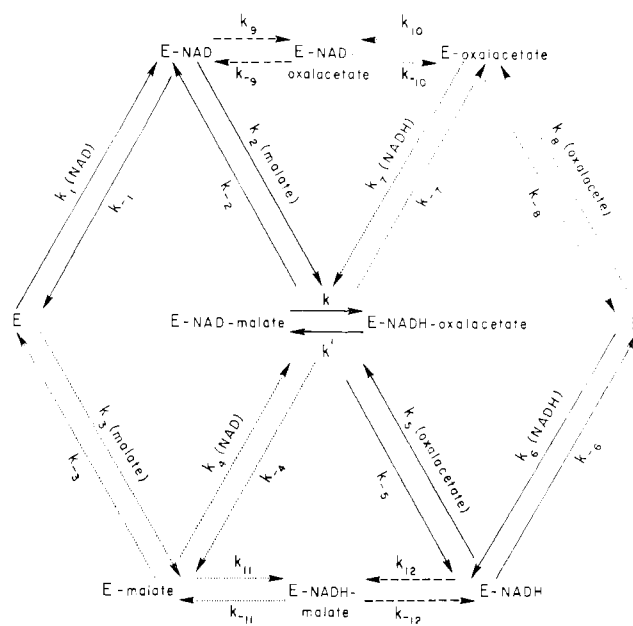 k9
k10
E-NAD
E-NAD
oxalacetate
E-oxalacetate
k-9
k-10
k1 (NAD)
k-1
k2 (malate)
k-2
k7 (NADH)
k-7
k8 (oxalacete)
k-8
E
k
E-NAD-malate
E-NADH-oxalacetate
k'
k3 (malate)
k-3
k4 (NAD)
k-4
k5 (oxalacetate)
k-5
k6 (NADH)
k-6
k11
k12
E-malate
E-NADH-
malate
E-NADH
k-11
k-12